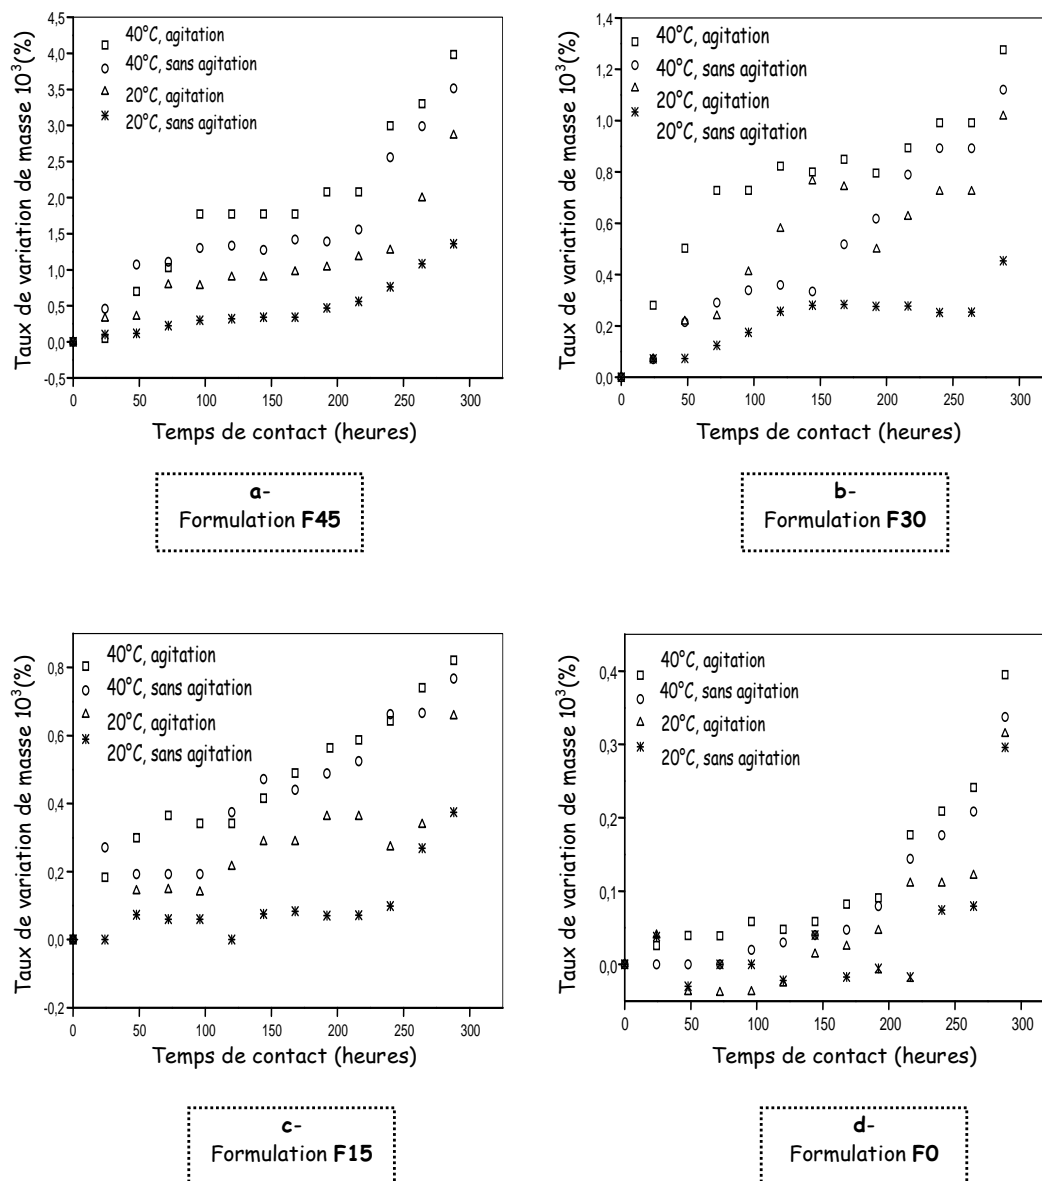 Taux de variation de masse 10³(%)
4,5
4,0
3,5
3,0
2,5
2,0
1,5
1,0
0,5
0,0
-0,5
40°C, agitation
40°C, sans agitation
20°C, agitation
20°C, sans agitation
0 50 100 150 200 250 300
Temps de contact (heures)
a-
Formulation F45
Taux de variation de masse 10³(%)
1,4
1,2
1,0
0,8
0,6
0,4
0,2
0,0
40°C, agitation
40°C, sans agitation
20°C, agitation
20°C, sans agitation
0 50 100 150 200 250 300
Temps de contact (heures)
b-
Formulation F30
Taux de variation de masse 10³(%)
0,8
0,6
0,4
0,2
0,0
-0,2
40°C, agitation
40°C, sans agitation
20°C, agitation
20°C, sans agitation
0 50 100 150 200 250 300
Temps de contact (heures)
c-
Formulation F15
Taux de variation de masse 10³(%)
0,4
0,3
0,2
0,1
0,0
40°C, agitation
40°C, sans agitation
20°C, agitation
20°C, sans agitation
0 50 100 150 200 250 300
Temps de contact (heures)
d-
Formulation F0